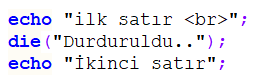 echo "ilk satır <br>";
die("Durduruldu..");
echo "İkinci satır";